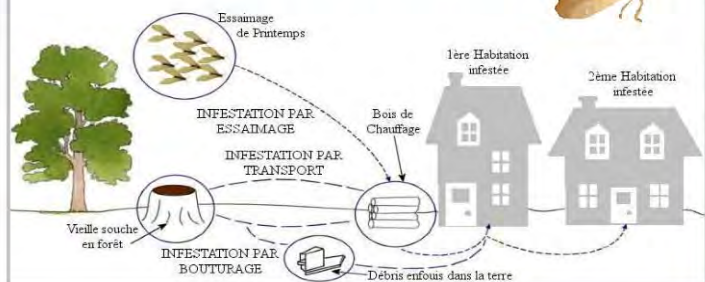 Essaimage
de Printemps
1ère Habitation
infestée
2ème Habitation
infestée
INFESTATION PAR
ESSAIMAGE
Bois de
Chauffage
INFESTATION PAR
TRANSPORT
Vieille souche
en forêt
INFESTATION PAR
BOUTURAGE
Débris enfouis dans la terre